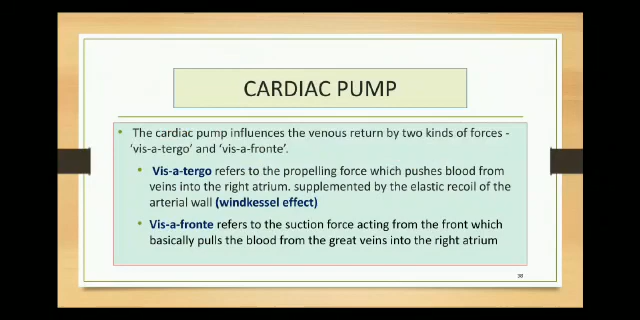 CARDIAC PUMP
• The cardiac pump influences the venous return by two kinds of forces -
'vis-a-tergo' and 'vis-a-fronte'.
• Vis-a-tergo refers to the propelling force which pushes blood from
veins into the right atrium. supplemented by the elastic recoil of the
arterial wall (windkessel effect)
• Vis-a-fronte refers to the suction force acting from the front which
basically pulls the blood from the great veins into the right atrium
38